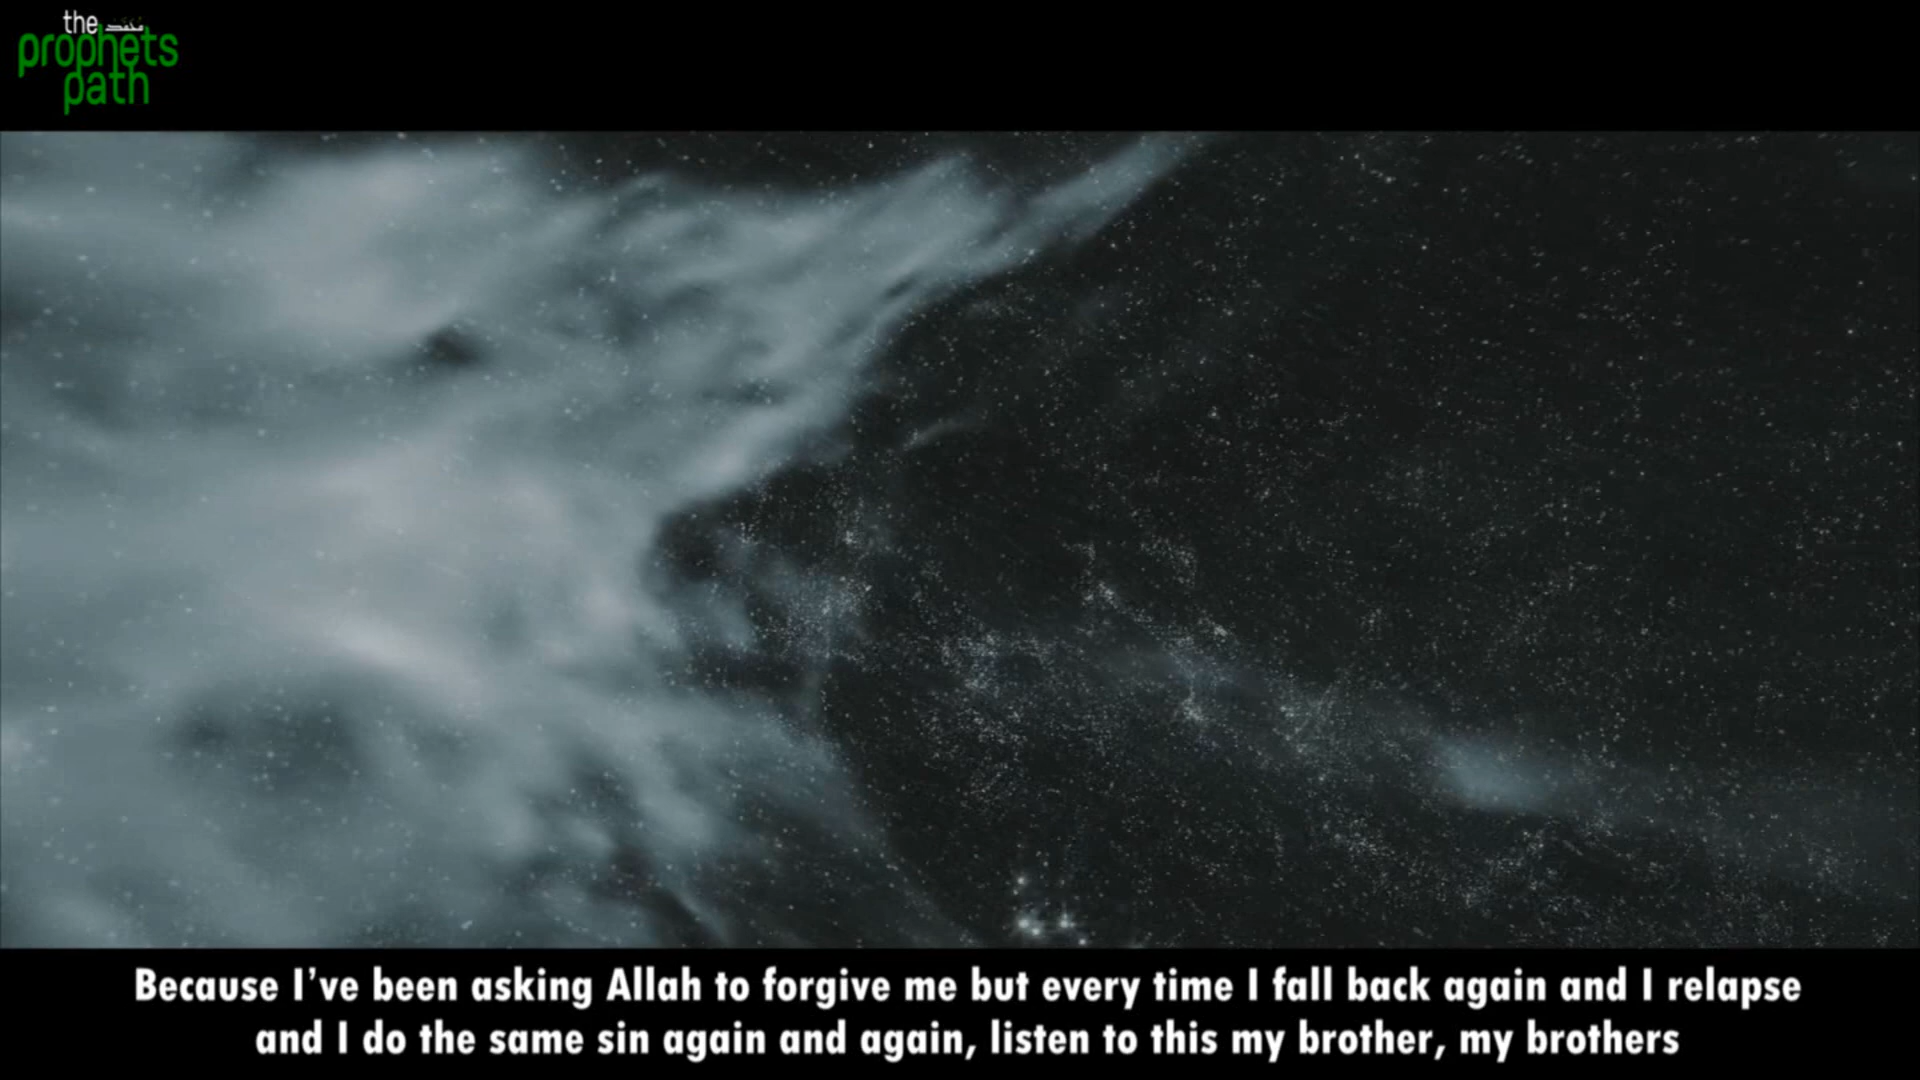 the محمد
prophets
path
Because I've been asking Allah to forgive me but every time I fall back again and I relapse
and I do the same sin again and again, listen to this my brother, my brothers